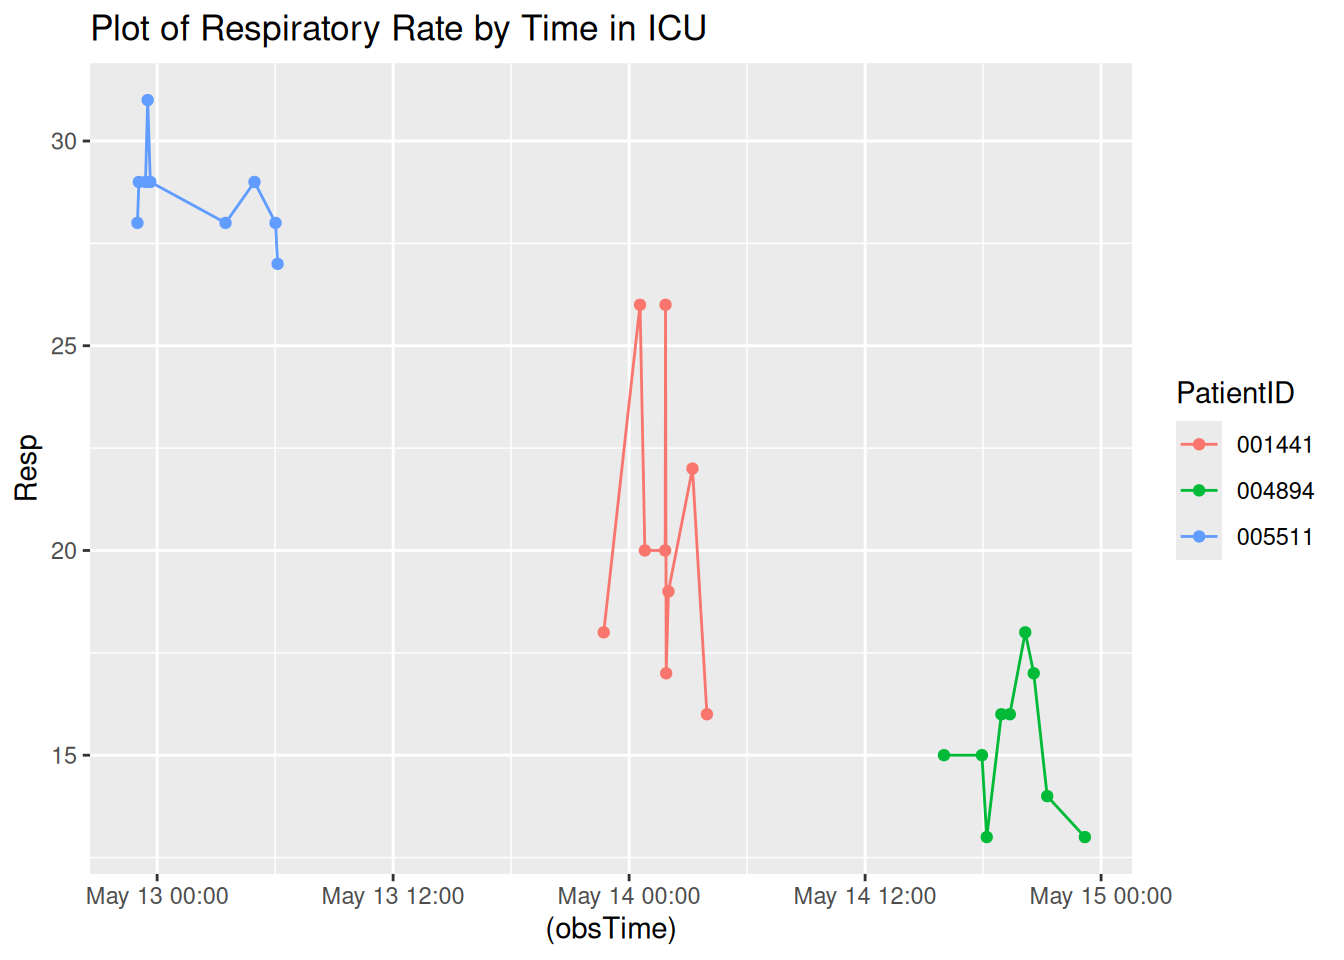 Plot of Respiratory Rate by Time in ICU
30
25
20
15
Resp
May 13 00:00
May 13 12:00
May 14 00:00
May 14 12:00
May 15 00:00
(obsTime)
PatientID
001441
004894
005511